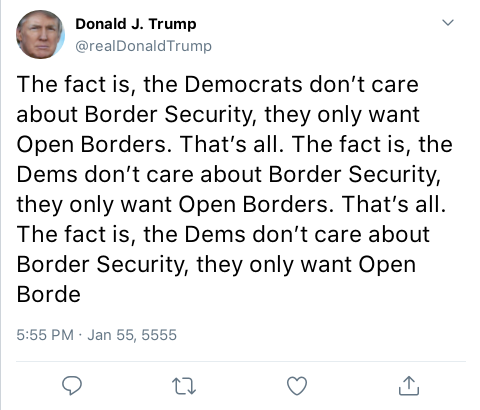 Donald J. Trump
@realDonaldTrump
The fact is, the Democrats don’t care
about Border Security, they only want
Open Borders. That’s all. The fact is, the
Dems don’t care about Border Security,
they only want Open Borders. That’s all.
The fact is, the Dems don’t care about
Border Security, they only want Open
Borde
5:55 PM · Jan 55, 5555